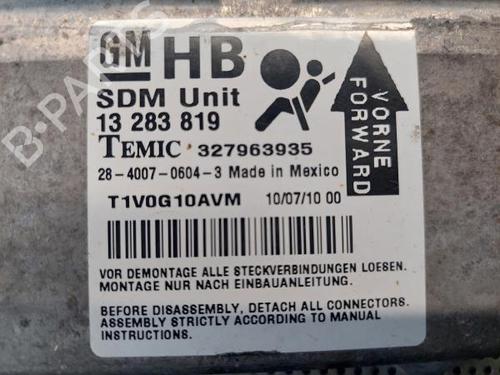 GM HB
SDM Unit
13 283 819
TEMIC 327963935
28-4007-0604-3 Made in Mexico
T1V0G10AVM 10/07/10 00
VORNE
FORWARD
VOR DEMONTAGE ALLE STECKVERBINDUNGEN LOESEN.
MONTAGE NUR NACH EINBAUANLEITUNG.
BEFORE DISASSEMBLY, DETACH ALL CONNECTORS.
ASSEMBLY STRICTLY ACCORDING TO MANUAL
INSTRUCTIONS.
B-PARTS